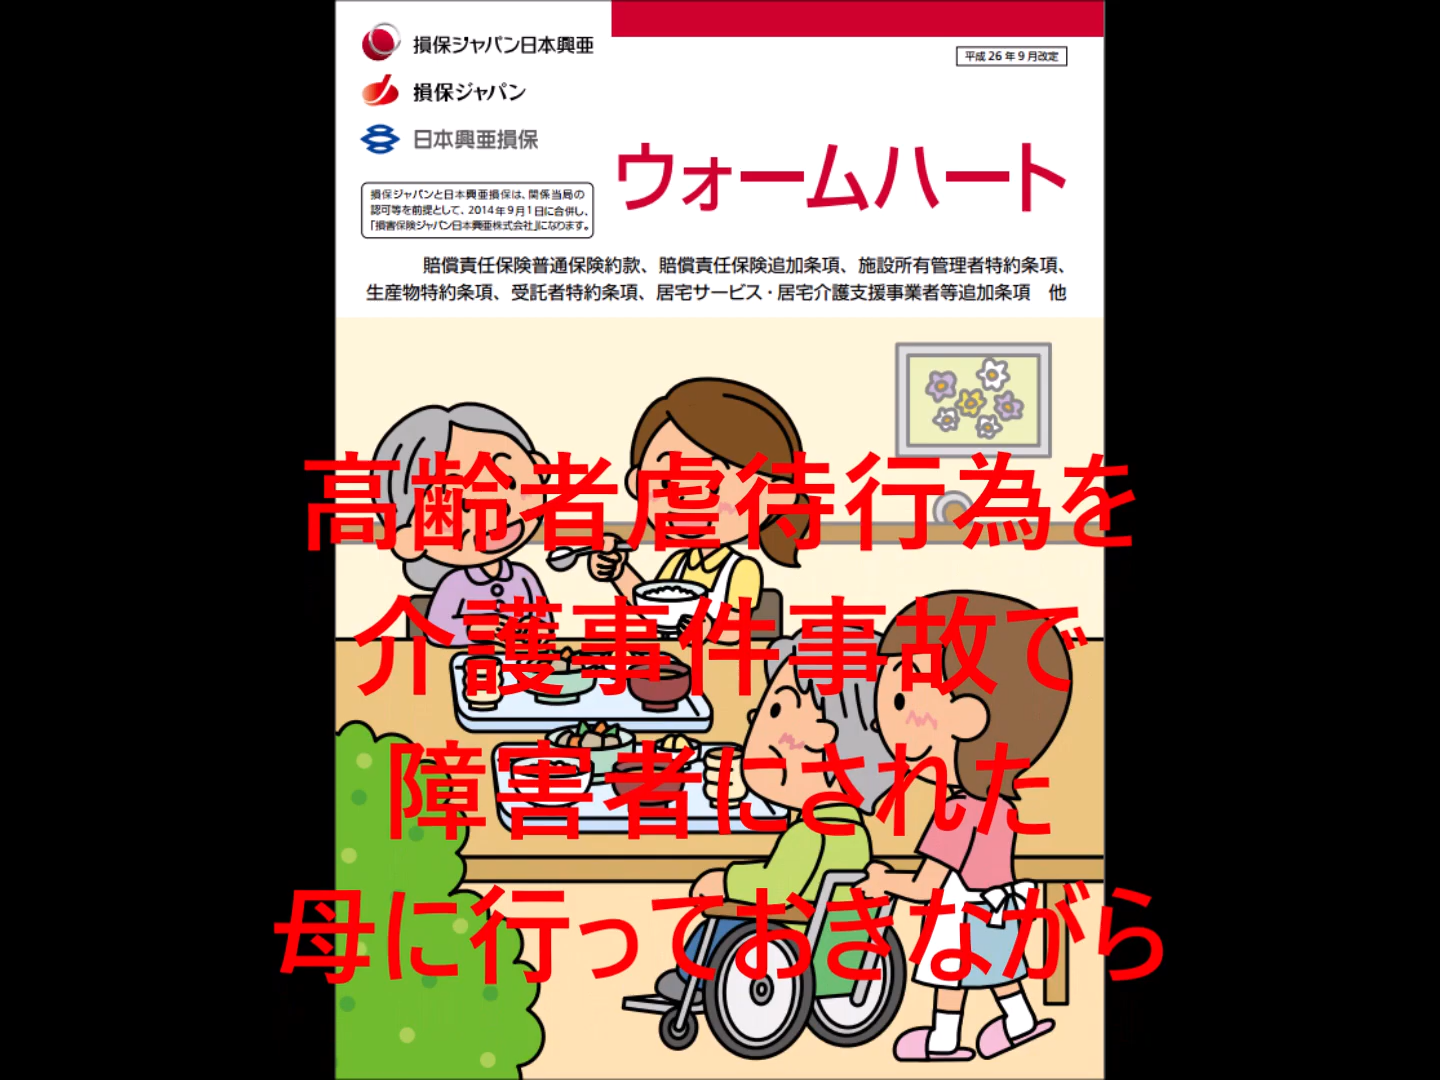 損保ジャパン日本興亜
損保ジャパン
日本興亜損保
平成26年9月改定
損保ジャパンと日本興亜損保は、関係当局の
認可等を前提として、2014年9月1日に合併し、
「損害保険ジャパン日本興亜株式会社」になります。
ウォームハート
賠償責任保険普通保険約款、賠償責任保険追加条項、施設所有管理者特約条項、
生産物特約条項、受託者特約条項、居宅サービス・居宅介護支援事業者等追加条項　他
高齢者虐待行為を
介護事件事故で
障害者にされた
母に行っておきながら